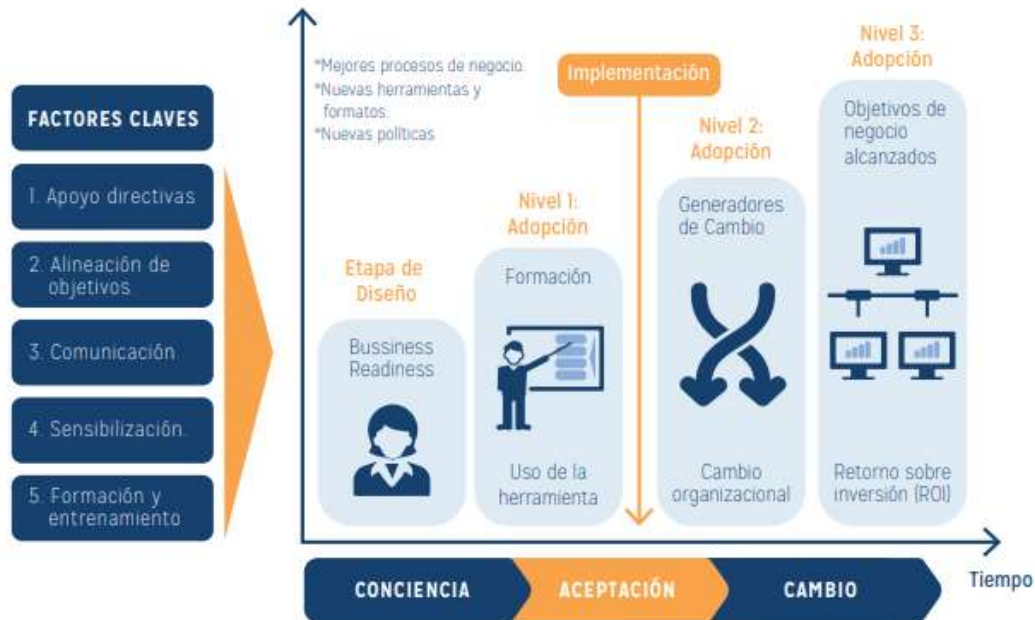 FACTORES CLAVES
1. Apoyo directivas
2. Alineación de
objetivos
3. Comunicación
4. Sensibilización.
5. Formación y
entrenamiento
*Mejores procesos de negocio.
*Nuevas herramientas y
formatos.
*Nuevas políticas
Etapa de
Diseño
Bussiness
Readiness
Nivel 1:
Adopción
Formación
Uso de la
herramienta
Implementación
Nivel 2:
Adopción
Generadores
de Cambio
Cambio
organizacional
Nivel 3:
Adopción
Objetivos de
negocio
alcanzados
Retorno sobre
inversión (ROI)
CONCIENCIA
ACEPTACIÓN
CAMBIO
Tiempo